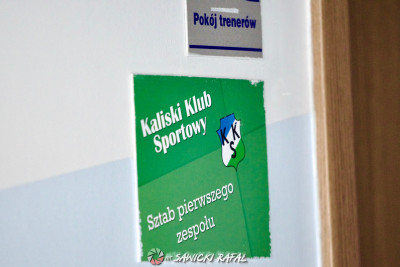 Pokój trenerów
Kaliski Klub
Sportowy
KKS
Sztab pierwszego
zespołu
SAWICKI RAFAŁ